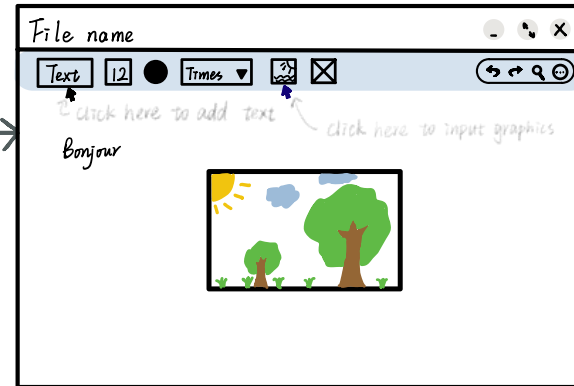 File name
Text 12 Times
Click here to add text
click here to input graphics
Bonjour